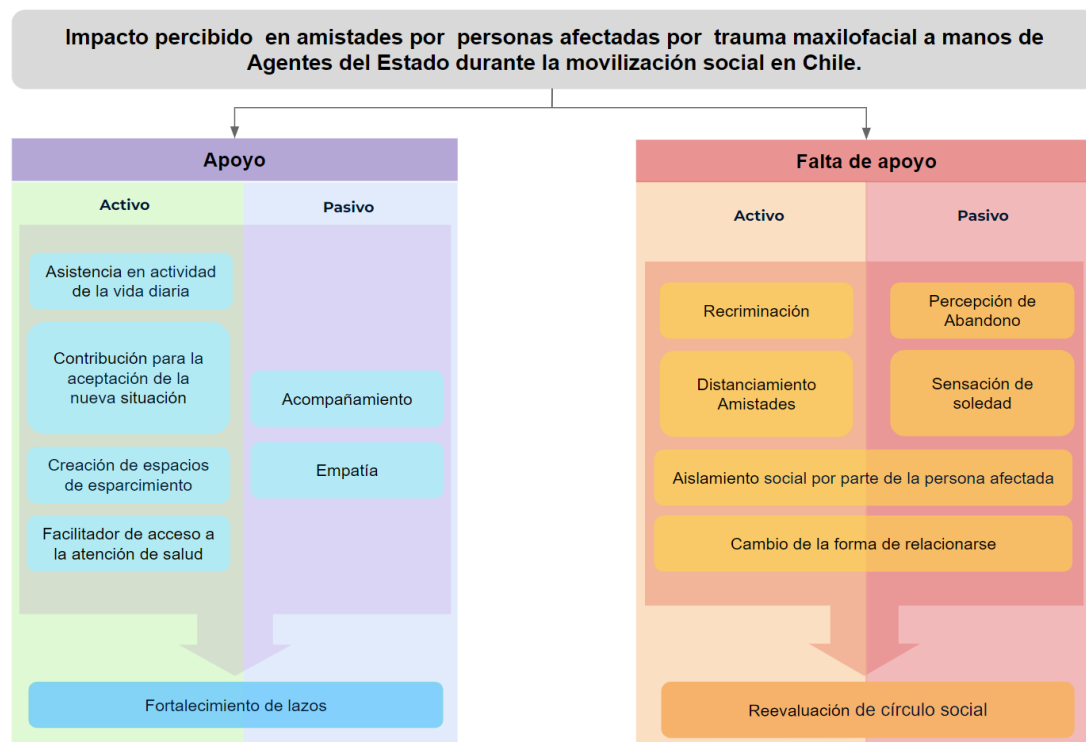 Impacto percibido en amistades por personas afectadas por trauma maxilofacial a manos de
Agentes del Estado durante la movilización social en Chile.
Apoyo
Activo
Pasivo
Asistencia en actividad
de la vida diaria
Contribución para la
aceptación de la
nueva situación
Creación de espacios
de esparcimiento
Facilitador de acceso a
la atención de salud
Acompañamiento
Empatía
Fortalecimiento de lazos
Falta de apoyo
Activo
Pasivo
Recriminación
Percepción de
Abandono
Distanciamiento
Amistades
Sensación de
soledad
Aislamiento social por parte de la persona afectada
Cambio de la forma de relacionarse
Reevaluación de círculo social